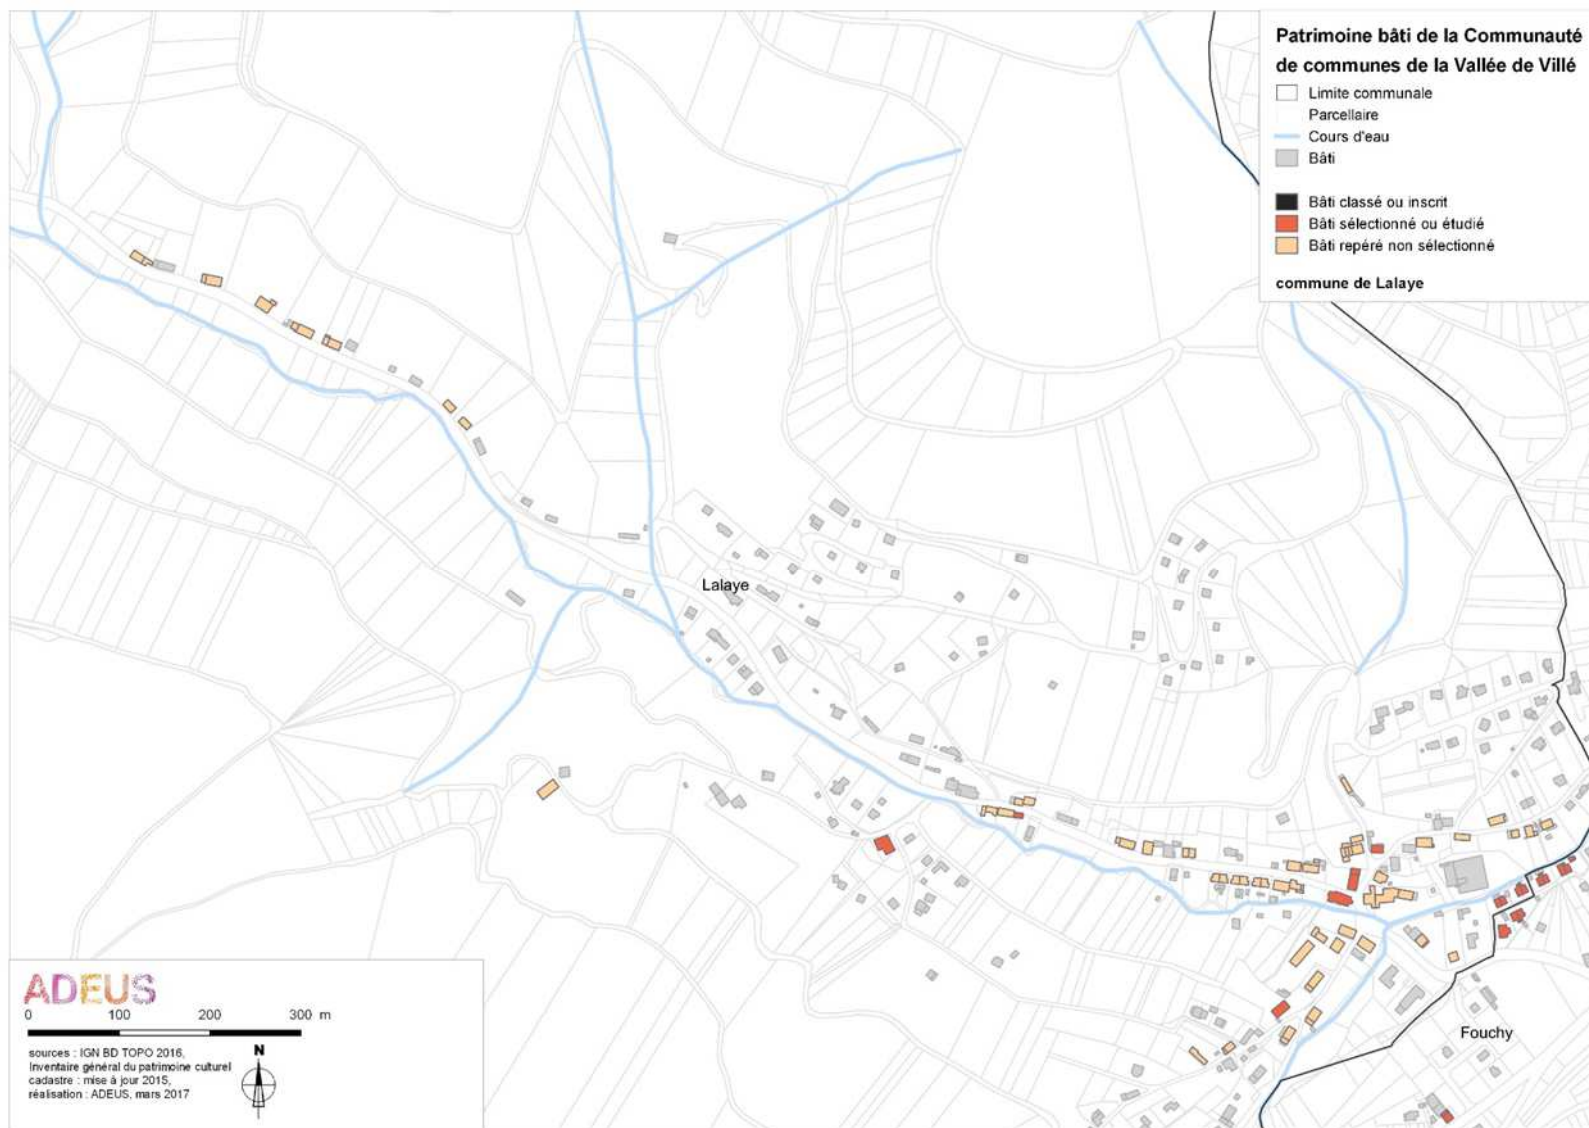 Patrimoine bâti de la Communauté
de communes de la Vallée de Villé
Limite communale
Parcellaire
Cours d'eau
Bâti
Bâti classé ou inscrit
Bâti sélectionné ou étudié
Bâti repéré non sélectionné
commune de Lalaye
Lalaye
Fouchy
ADEUS
0 100 200 300 m
sources : IGN BD TOPO 2016,
Inventaire général du patrimoine culturel
cadastre : mise à jour 2015,
réalisation : ADEUS, mars 2017
N